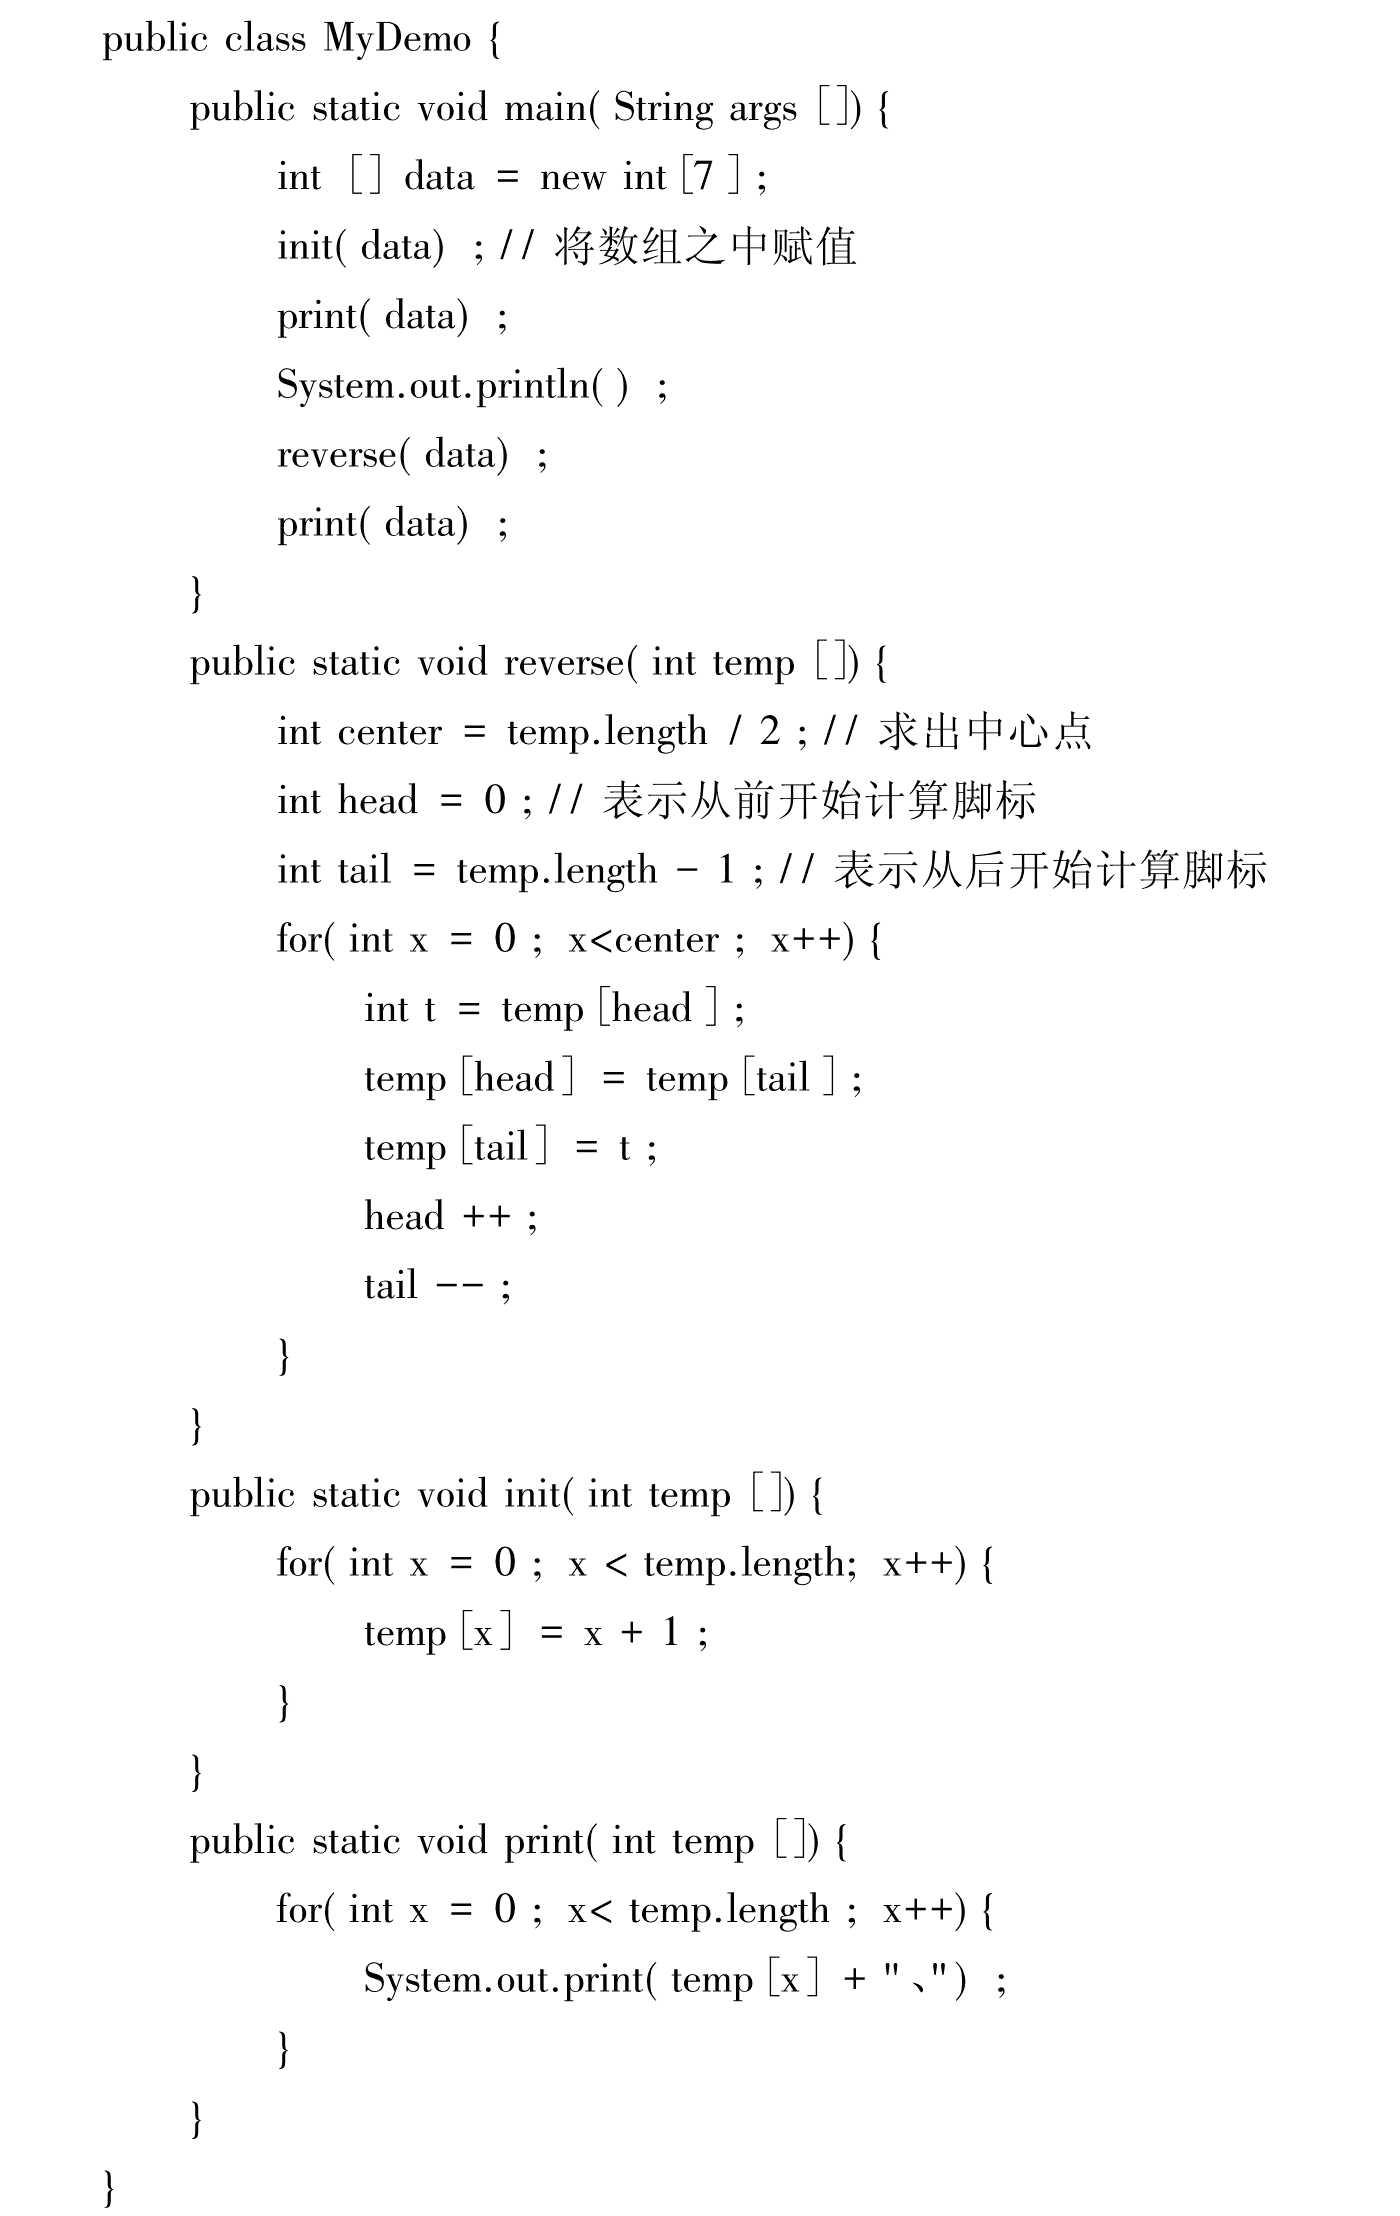 public class MyDemo {
public static void main( String args []) {
int [] data = new int[7 ] ;
init( data) ; // 将数组之中赋值
print( data) ;
System.out.println( ) ;
reverse( data) ;
print( data) ;
}
public static void reverse( int temp []) {
int center = temp.length / 2 ; // 求出中心点
int head = 0 ; // 表示从前开始计算脚标
int tail = temp.length - 1 ; // 表示从后开始计算脚标
for( int x = 0 ; x<center ; x++) {
int t = temp [head ] ;
temp [head] = temp [tail ] ;
temp [tail] = t ;
head ++ ;
tail -- ;
}
}
public static void init( int temp []) {
for( int x = 0 ; x < temp.length; x++) {
temp [x] = x + 1 ;
}
}
public static void print( int temp []) {
for( int x = 0 ; x< temp.length ; x++) {
System.out.print( temp [x] + "、") ;
}
}
}